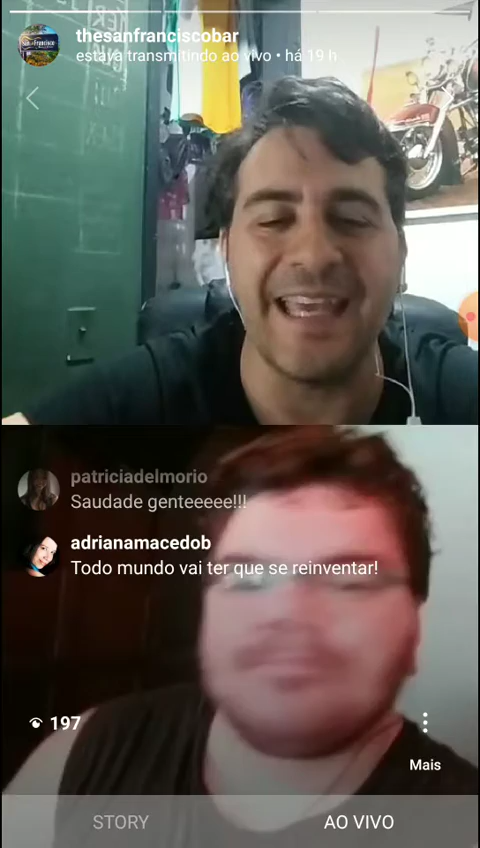 thesanfranciscobar
estava transmitindo ao vivo • há 19 h
patriciadelmorio
Saudade genteeeee!!!
adrianamacedob
Todo mundo vai ter que se reinventar!
197
Mais
STORY
AO VIVO